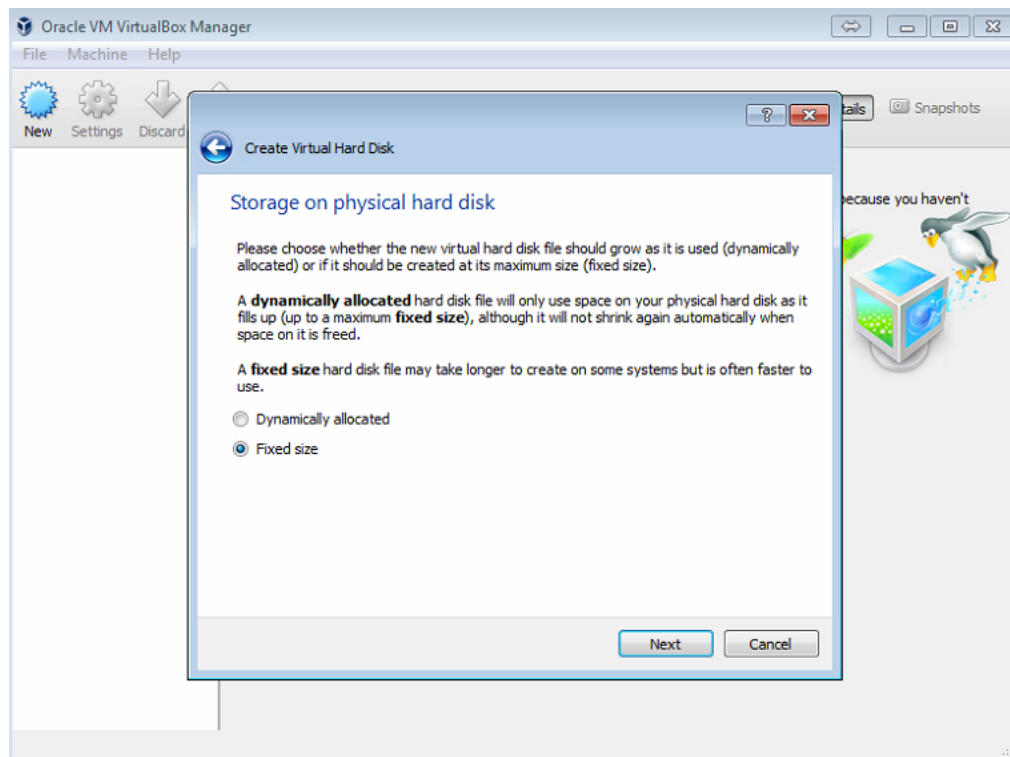 Oracle VM VirtualBox Manager
File Machine Help
New Settings Discard
tails Snapshots
Create Virtual Hard Disk
Storage on physical hard disk
because you haven't
Please choose whether the new virtual hard disk file should grow as it is used (dynamically
allocated) or if it should be created at its maximum size (fixed size).
A dynamically allocated hard disk file will only use space on your physical hard disk as it
fills up (up to a maximum fixed size), although it will not shrink again automatically when
space on it is freed.
A fixed size hard disk file may take longer to create on some systems but is often faster to
use.
Dynamically allocated
Fixed size
Next Cancel